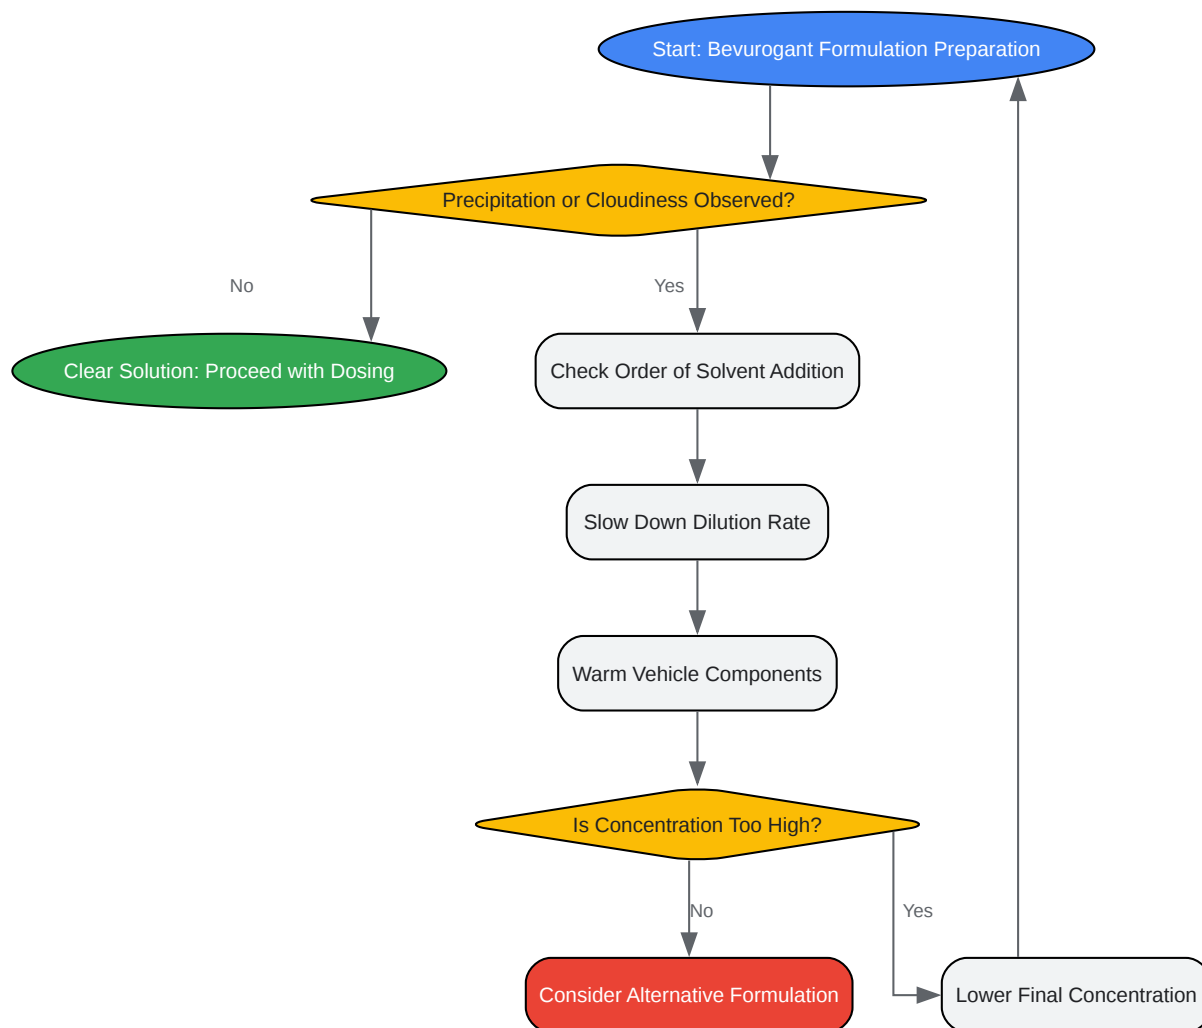 Start: Bevurogant Formulation Preparation
Precipitation or Cloudiness Observed?
No
Yes
Clear Solution: Proceed with Dosing
Check Order of Solvent Addition
Slow Down Dilution Rate
Warm Vehicle Components
Is Concentration Too High?
No
Yes
Consider Alternative Formulation
Lower Final Concentration